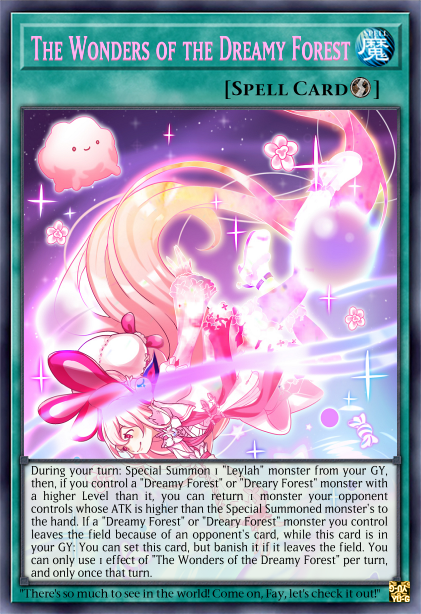 The Wonders of the Dreamy Forest
SPELL
魔
[Spell Card]
During your turn: Special Summon 1 "Leylah" monster from your GY,
then, if you control a "Dreamy Forest" or "Dreary Forest" monster with
a higher Level than it, you can return 1 monster your opponent
controls whose ATK is higher than the Special Summoned monster's to
the hand. If a "Dreamy Forest" or "Dreary Forest" monster you control
leaves the field because of an opponent's card, while this card is in
your GY: You can set this card, but banish it if it leaves the field. You
can only use 1 effect of "The Wonders of the Dreamy Forest" per turn,
and only once that turn.
"There's so much to see in the world! Come on, Fay, let's check it out!"